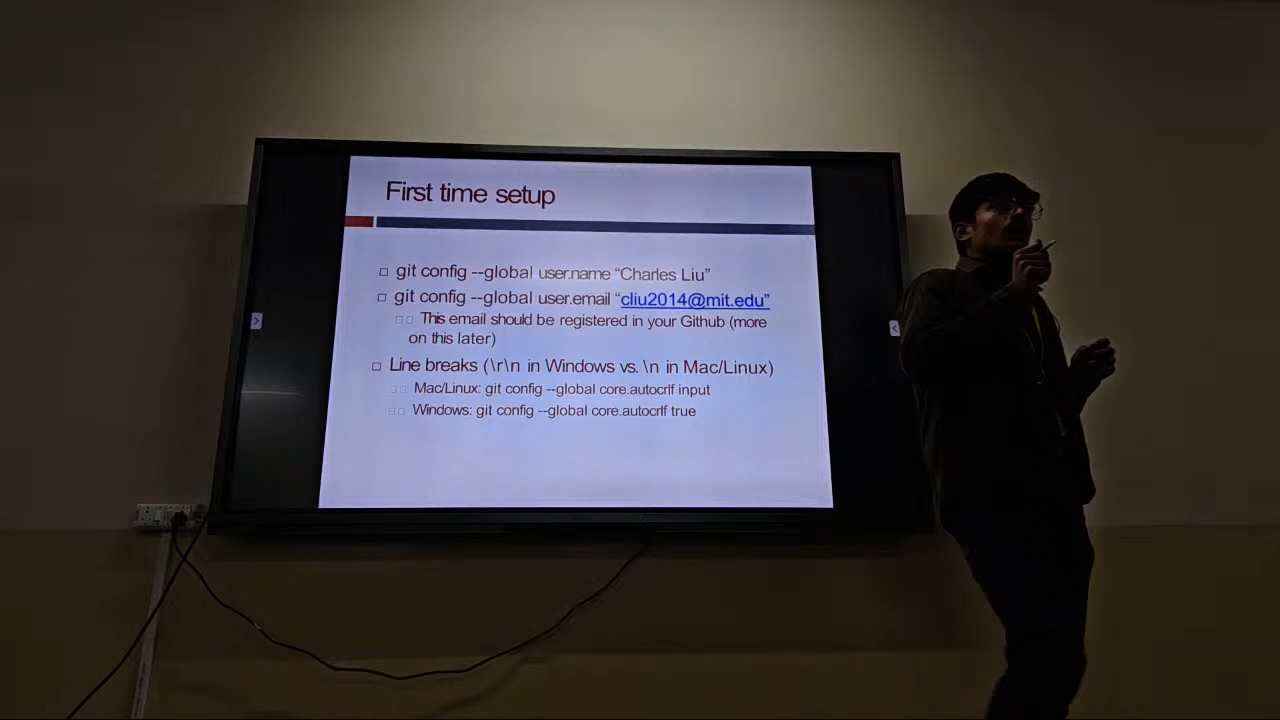 First time setup
git config --global user.name “Charles Liu”
git config --global user.email “cliu2014@mit.edu”
This email should be registered in your Github (more
on this later)
Line breaks (\r\n in Windows vs. \n in Mac/Linux)
Mac/Linux: git config --global core.autocrlf input
Windows: git config --global core.autocrlf true